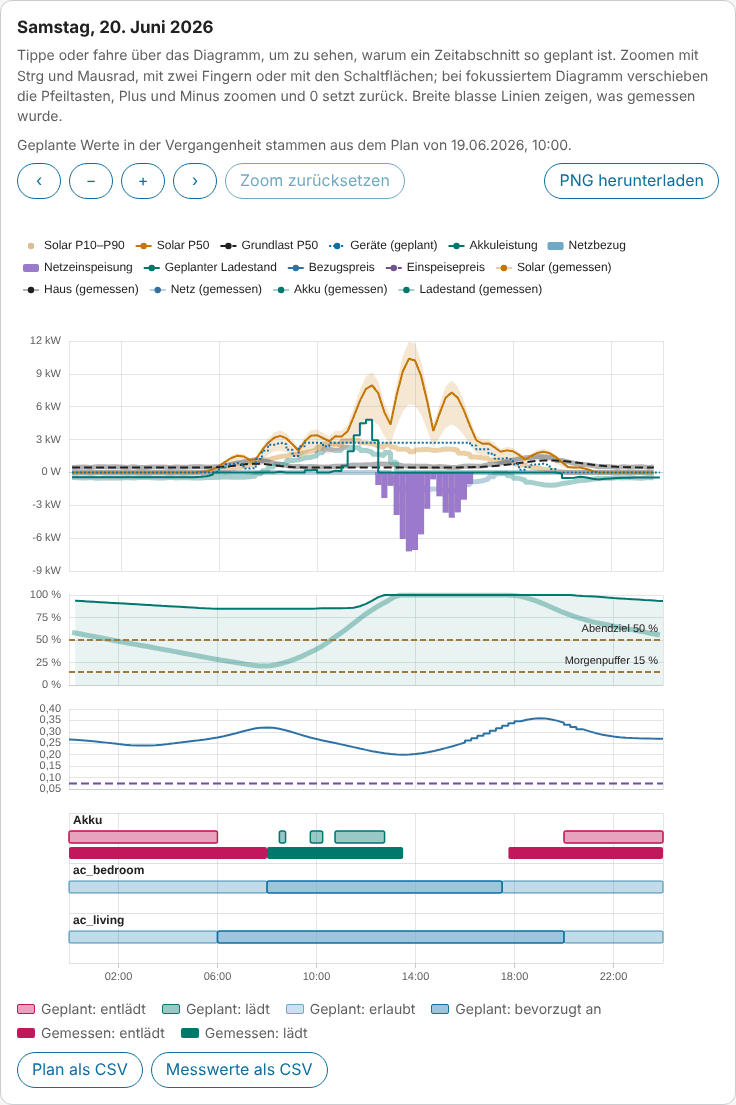 Samstag, 20. Juni 2026
Tippe oder fahre über das Diagramm, um zu sehen, warum ein Zeitabschnitt so geplant ist. Zoomen mit
Strg und Mausrad, mit zwei Fingern oder mit den Schaltflächen; bei fokussiertem Diagramm verschieben
die Pfeiltasten, Plus und Minus zoomen und 0 setzt zurück. Breite blasse Linien zeigen, was gemessen
wurde.
Geplante Werte in der Vergangenheit stammen aus dem Plan von 19.06.2026, 10:00.
‹ − + › Zoom zurücksetzen PNG herunterladen
Solar P10–P90 Solar P50 Grundlast P50 Geräte (geplant) Akkuleistung Netzbezug
Netzeinspeisung Geplanter Ladestand Bezugspreis Einspeisepreis Solar (gemessen)
Haus (gemessen) Netz (gemessen) Akku (gemessen) Ladestand (gemessen)
12 kW
9 kW
6 kW
3 kW
0 W
-3 kW
-6 kW
-9 kW
100 %
75 %
Abendziel 50 %
50 %
25 %
Morgenpuffer 15 %
0 %
0,40
0,35
0,30
0,25
0,20
0,15
0,10
0,05
Akku
ac_bedroom
ac_living
02:00 06:00 10:00 14:00 18:00 22:00
Geplant: entlädt Geplant: lädt Geplant: erlaubt Geplant: bevorzugt an
Gemessen: entlädt Gemessen: lädt
Plan als CSV Messwerte als CSV